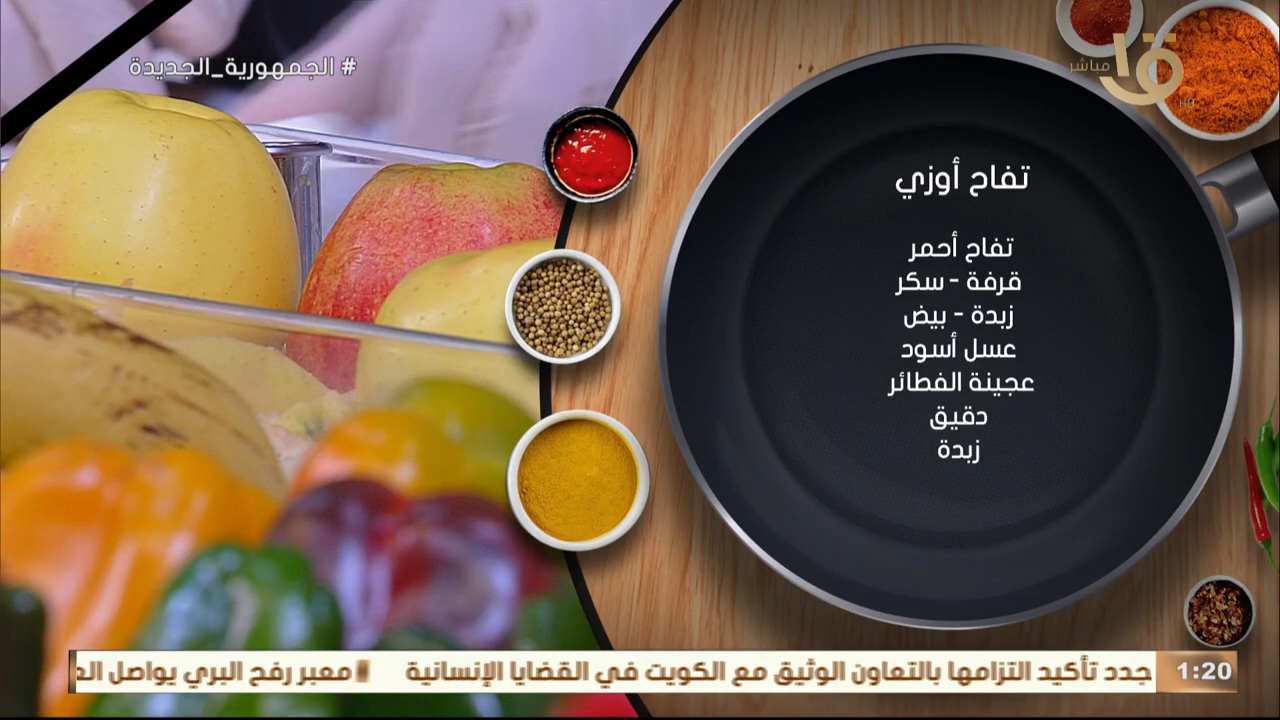 # الجمهورية_الجديدة
مباشر
HD
تفاح أوزي
تفاح أحمر
قرفة - سكر
زبدة - بيض
عسل أسود
عجينة الفطائر
دقيق
زبدة
1:20
جدد تأكيد التزامها بالتعاون الوثيق مع الكويت في القضايا الإنسانية
معبر رفح البري يواصل